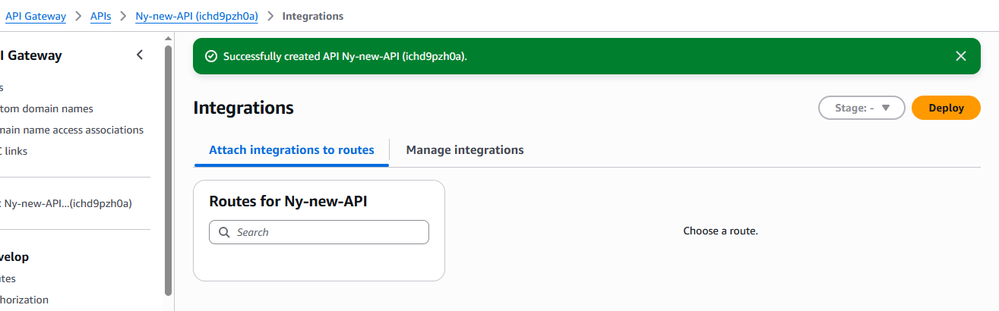 API Gateway > APIs > Ny-new-API (ichd9pzh0a) > Integrations
I Gateway
s
tom domain names
main name access associations
C links
: Ny-new-API...(ichd9pzh0a)
velop
utes
horization
Successfully created API Ny-new-API (ichd9pzh0a).
Integrations
Stage: -
Deploy
Attach integrations to routes
Manage integrations
Routes for Ny-new-API
Search
Choose a route.